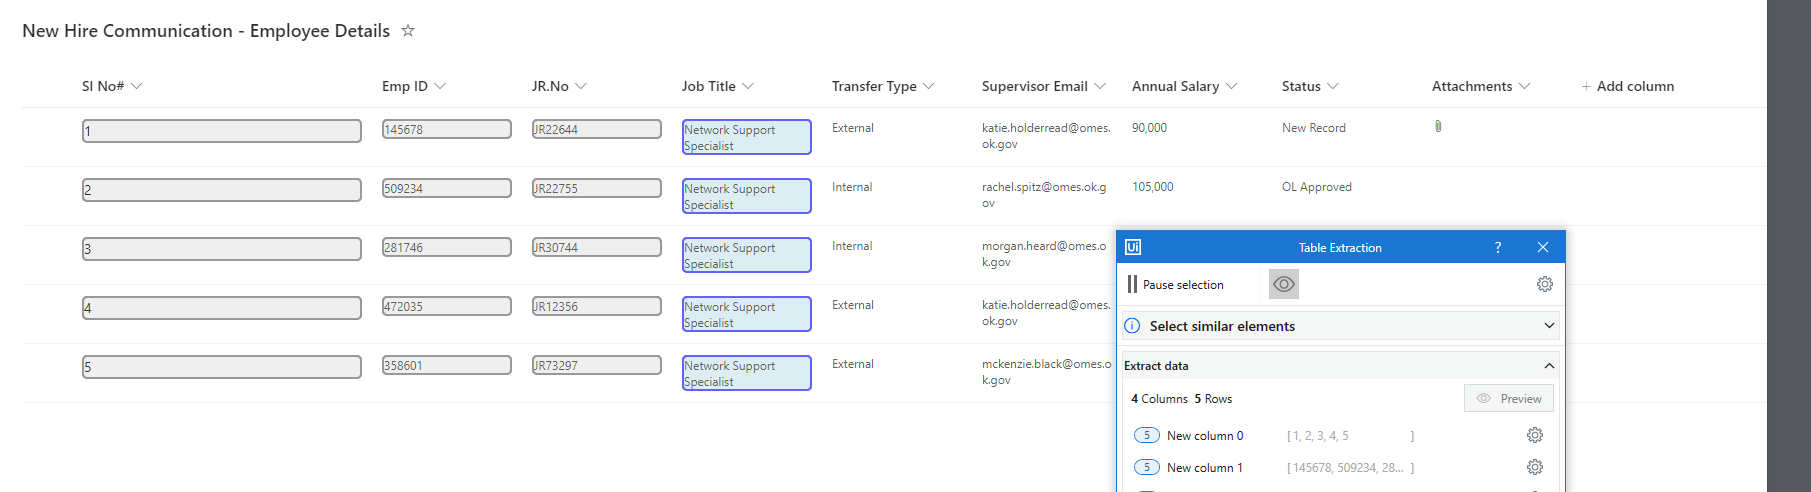 New Hire Communication - Employee Details
SI No# Emp ID JR.No Job Title Transfer Type Supervisor Email Annual Salary Status Attachments + Add column
1 145678 JR22644 Network Support External katie.holderread@omes. 90,000 New Record
Specialist ok.gov
2 509234 JR22755 Network Support Internal rachel.spitz@omes.ok.g 105,000 OL Approved
Specialist ov
3 281746 JR30744 Network Support Internal morgan.heard@omes.o
Specialist k.gov
4 472035 JR12356 Network Support External katie.holderread@omes.
Specialist ok.gov
5 358601 JR73297 Network Support External mckenzie.black@omes.o
Specialist k.gov
Ui Table Extraction ?
Pause selection
Select similar elements
Extract data
4 Columns 5 Rows Preview
5 New column 0 [ 1, 2, 3, 4, 5 ]
5 New column 1 [ 145678, 509234, 28... ]